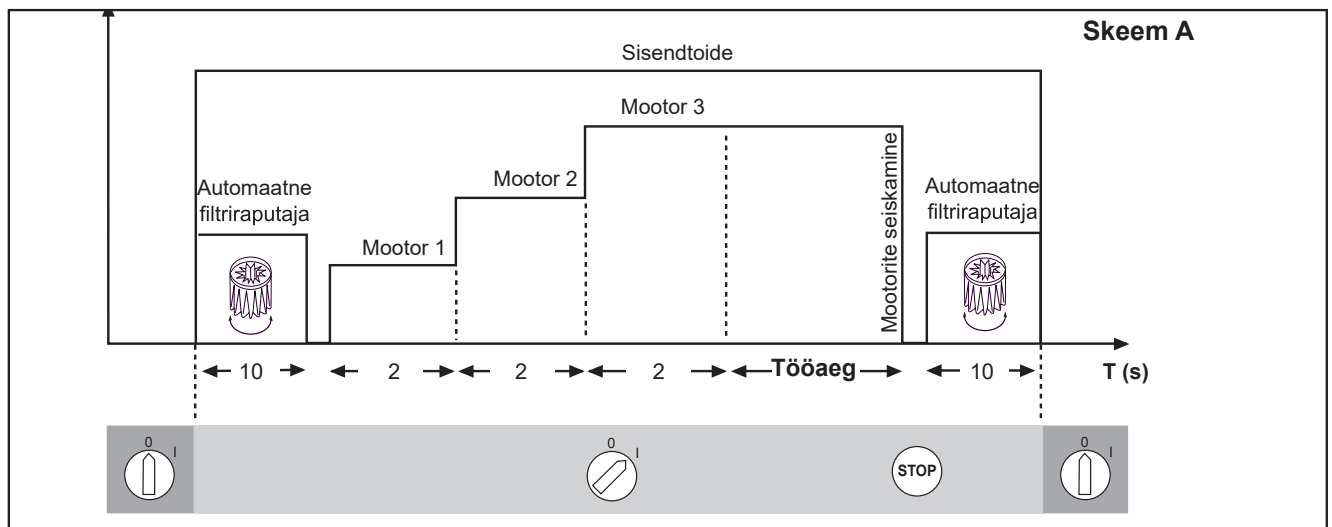 Skeem A
Sisendtoide
Mootor 3
Mootor 2
Mootor 1
Automaatne
filtriraputaja
Mootorite seiskamine
Automaatne
filtriraputaja
10
2
2
2
Tööaeg
10
T (s)
0
I
0
I
STOP
0
I